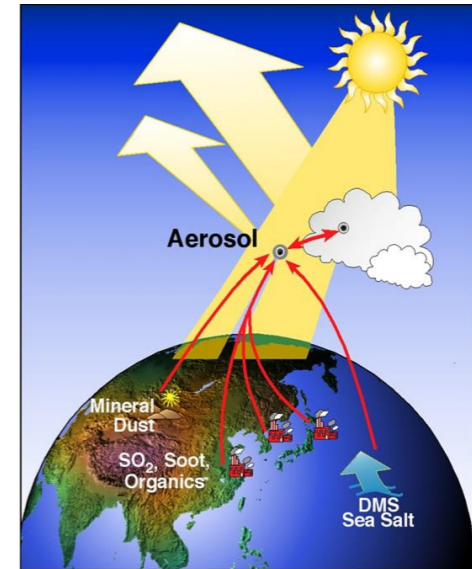 Aerosol
Mineral
Dust
SO2, Soot,
Organics
DMS
Sea Salt